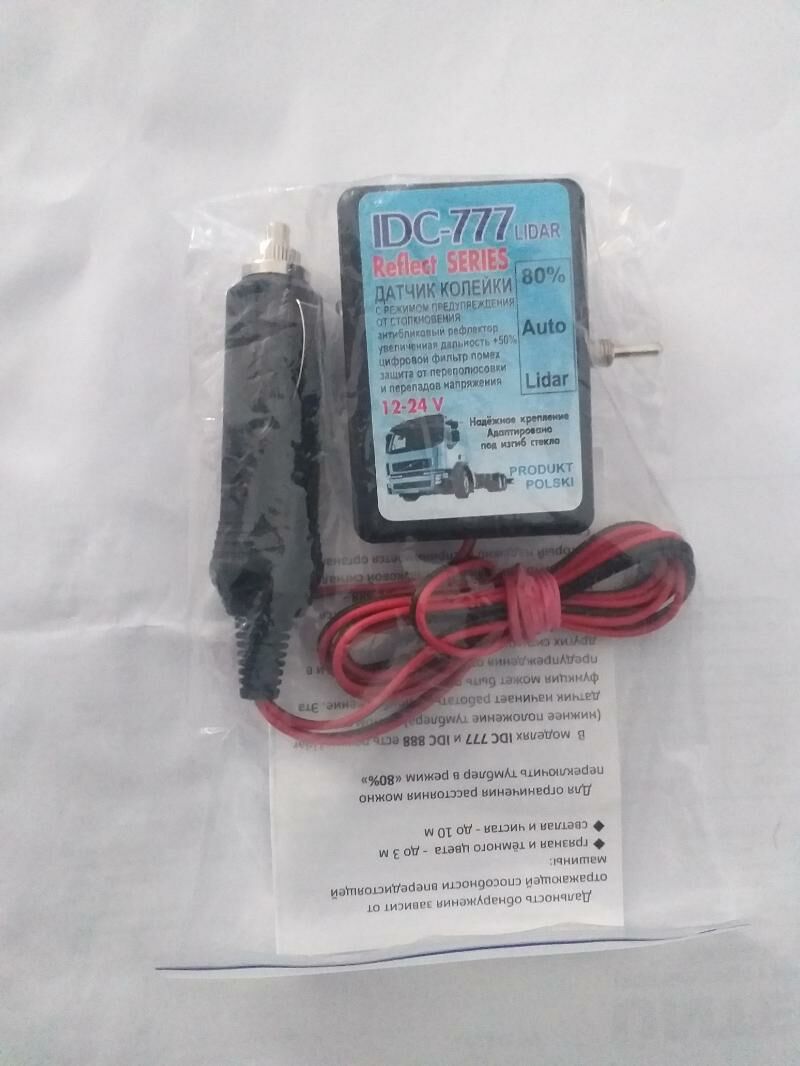 IDC-777 LIDAR
Reflect SERIES
ДАТЧИК КОЛЕЙКИ
С РЕЖИМОМ ПРЕДУПРЕЖДЕНИЯ
ОТ СТОЛКНОВЕНИЯ
антибликовый рефлектор
увеличенная дальность +50%
цифровой фильтр помех
защита от переполюсовки
и перепадов напряжения
80%
Auto
Lidar
12-24 V
Надёжное крепление
Адаптировано
под изгиб стекла
PRODUKT
POLSKI
Дальность обнаружения зависит от
отражающей способности впередистоящей
машины:
◆ грязная и тёмного цвета - до 3 м
◆ светлая и чистая - до 10 м
Для ограничения расстояния можно
переключить тумблер в режим «80%»
В моделях IDC 777 и IDC 888 есть
(нижнее положение тумблера)
датчик начинает работать Эта
функция может быть
предупреждения
других